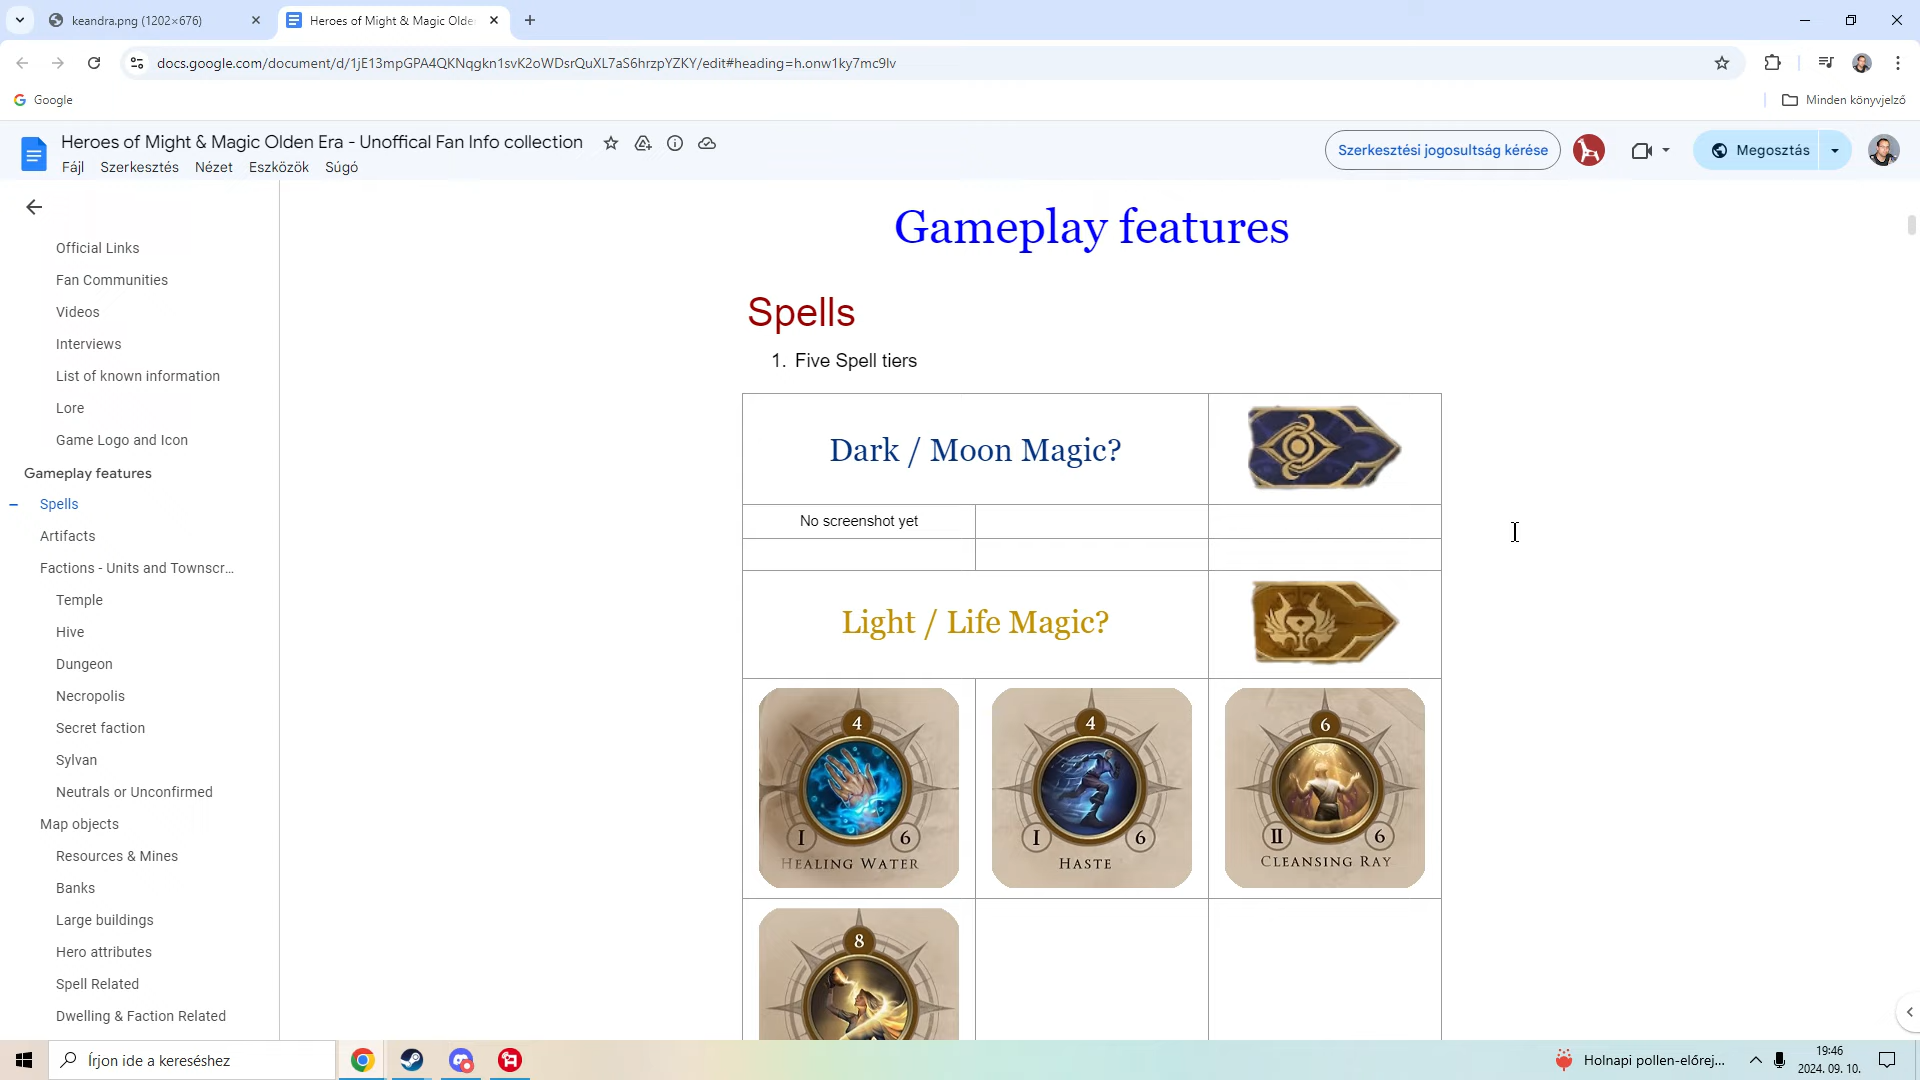 keandra.png (1202×676)
Heroes of Might & Magic Olde
docs.google.com/document/d/1jE13mpGPA4QKNqgkn1svK2oWDsrQuXL7aS6hrzpYZKY/edit#heading=h.onw1ky7mc9lv
Google
Minden könyvjelző
Heroes of Might & Magic Olden Era - Unoffical Fan Info collection
Fájl Szerkesztés Nézet Eszközök Súgó
Szerkesztési jogosultság kérése
Megosztás
Official Links
Fan Communities
Videos
Interviews
List of known information
Lore
Game Logo and Icon
Gameplay features
Spells
Artifacts
Factions - Units and Townscr...
Temple
Hive
Dungeon
Necropolis
Secret faction
Sylvan
Neutrals or Unconfirmed
Map objects
Resources & Mines
Banks
Large buildings
Hero attributes
Spell Related
Dwelling & Faction Related
Gameplay features
Spells
1. Five Spell tiers
Dark / Moon Magic?
No screenshot yet
Light / Life Magic?
4
I 6
HEALING WATER
4
I 6
HASTE
6
II 6
CLEANSING RAY
8
Írjon ide a kereséshez
Holnapi pollen-előrej...
19:46
2024. 09. 10.